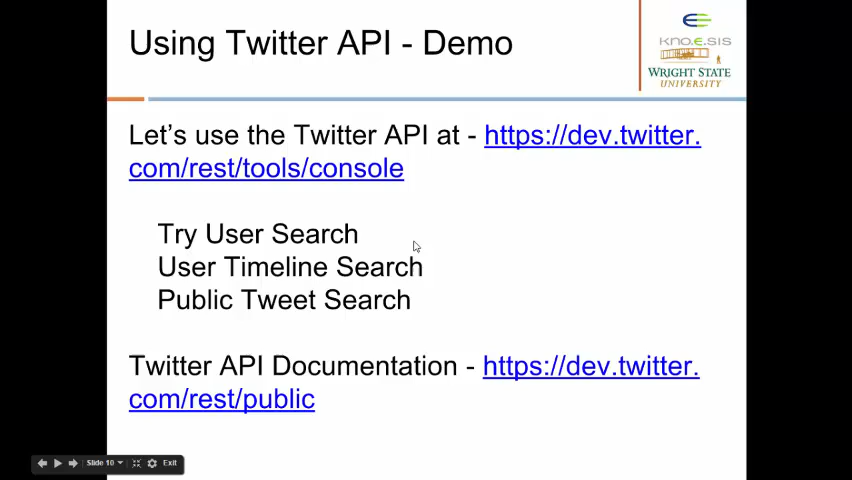 Using Twitter API - Demo
kno.e.sis
WRIGHT STATE
UNIVERSITY
Let's use the Twitter API at - https://dev.twitter.
com/rest/tools/console
Try User Search
User Timeline Search
Public Tweet Search
Twitter API Documentation - https://dev.twitter.
com/rest/public
Slide 10
Exit